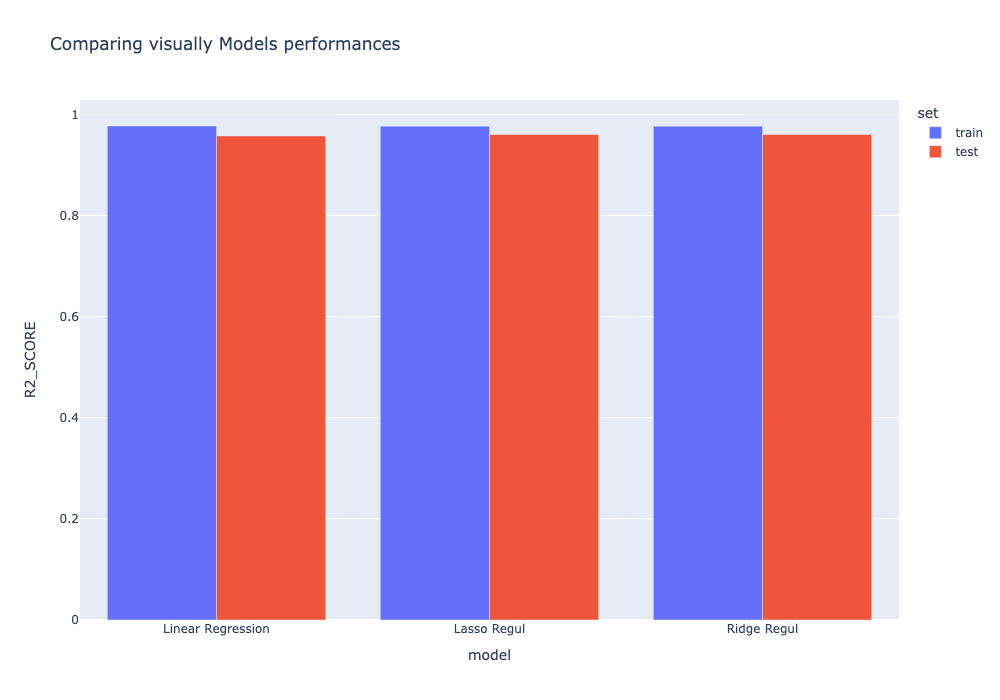 Comparing visually Models performances
set
train
test
R2_SCORE
1
0.8
0.6
0.4
0.2
0
Linear Regression
Lasso Regul
Ridge Regul
model